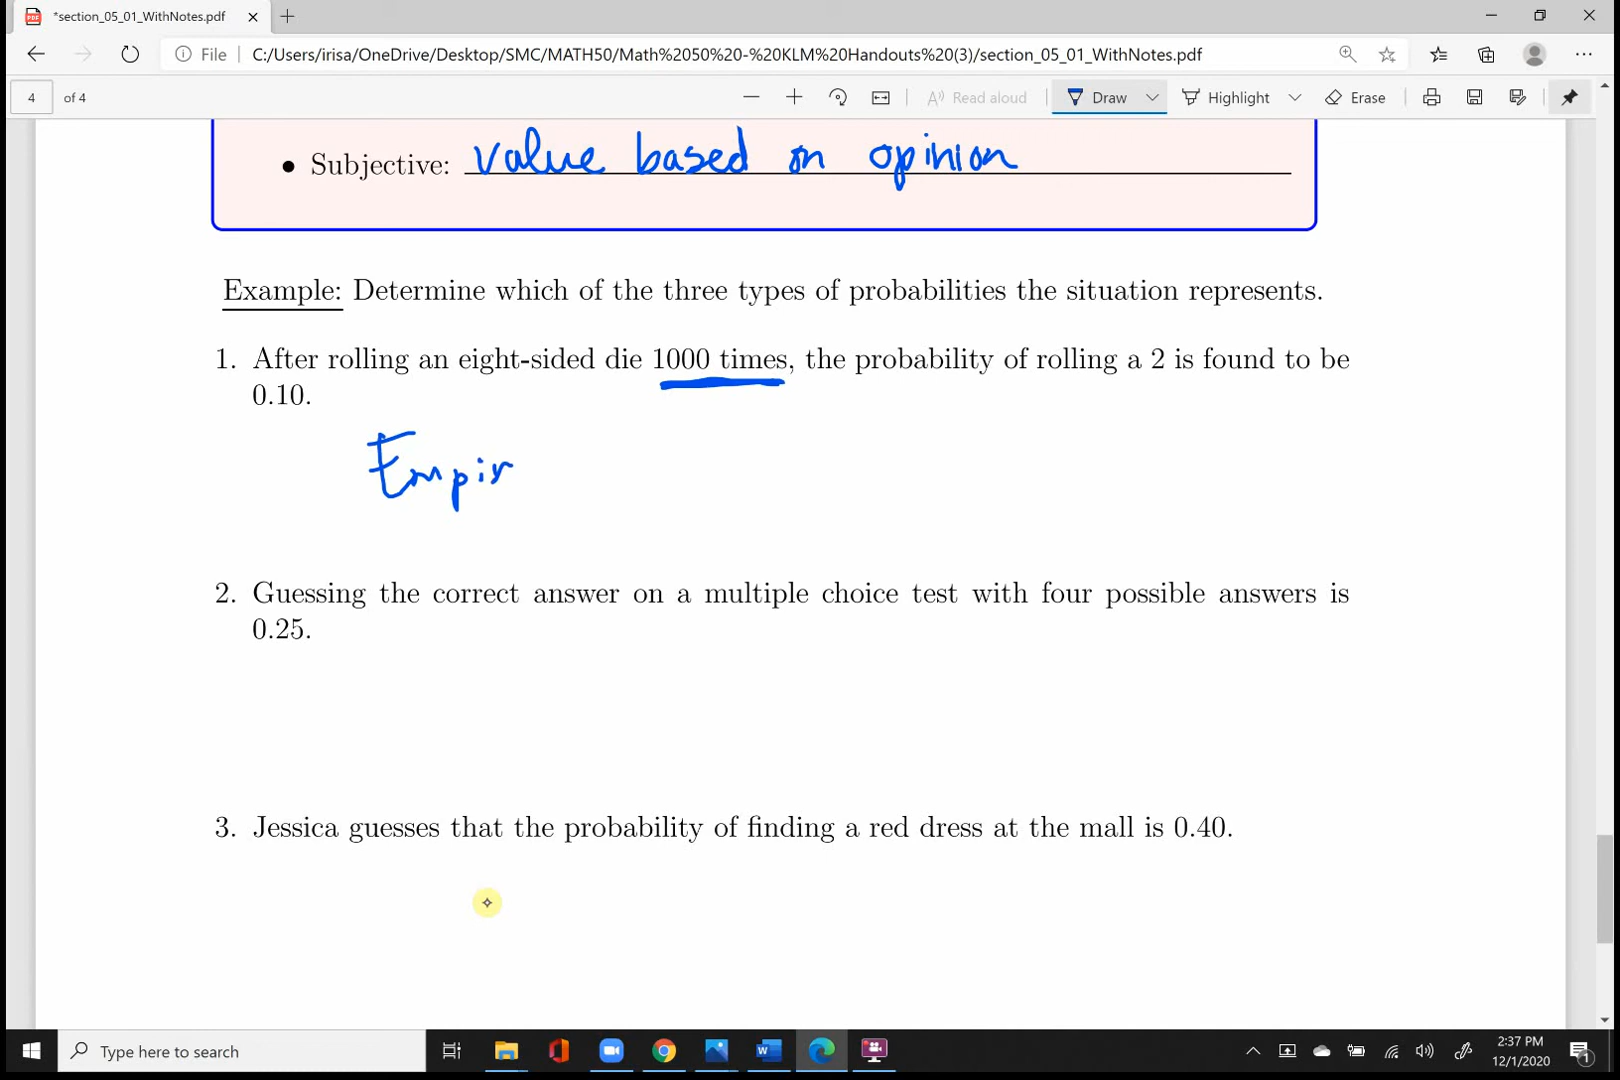 *section_05_01_WithNotes.pdf
File C:/Users/irisa/OneDrive/Desktop/SMC/MATH50/Math%2050%20-%20KLM%20Handouts%20(3)/section_05_01_WithNotes.pdf
4 of 4 Read aloud Draw Highlight Erase
• Subjective: value based on opinion
Example: Determine which of the three types of probabilities the situation represents.
1. After rolling an eight-sided die 1000 times, the probability of rolling a 2 is found to be
0.10.
Empir
2. Guessing the correct answer on a multiple choice test with four possible answers is
0.25.
3. Jessica guesses that the probability of finding a red dress at the mall is 0.40.
Type here to search
2:37 PM
12/1/2020
1